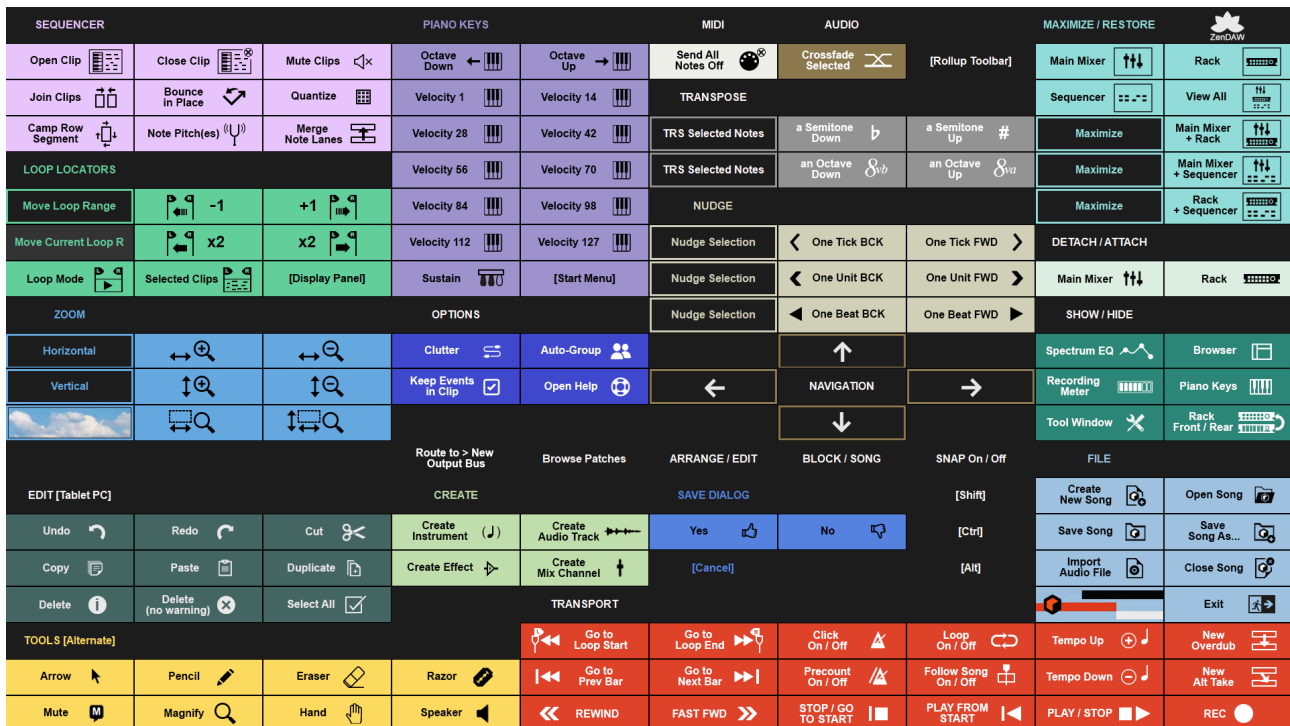 SEQUENCER
PIANO KEYS
MIDI
AUDIO
MAXIMIZE / RESTORE
ZenDAW
Open Clip
Close Clip
Mute Clips
Octave
Down
Octave
Up
Send All
Notes Off
Crossfade
Selected
[Rollup Toolbar]
Main Mixer
Rack
Join Clips
Bounce
in Place
Quantize
Velocity 1
Velocity 14
TRANSPOSE
Sequencer
View All
Camp Row
Segment
Note Pitch(es)
Merge
Note Lanes
Velocity 28
Velocity 42
TRS Selected Notes
a Semitone
Down
♭
a Semitone
Up
#
Maximize
Main Mixer
+ Rack
LOOP LOCATORS
Velocity 56
Velocity 70
TRS Selected Notes
an Octave
Down
8vb
an Octave
Up
8va
Maximize
Main Mixer
+ Sequencer
Move Loop Range
-1
+1
Velocity 84
Velocity 98
NUDGE
Maximize
Rack
+ Sequencer
Move Current Loop R
x2
x2
Velocity 112
Velocity 127
Nudge Selection
One Tick BCK
One Tick FWD
DETACH / ATTACH
Loop Mode
Selected Clips
[Display Panel]
Sustain
[Start Menu]
Nudge Selection
One Unit BCK
One Unit FWD
Main Mixer
Rack
ZOOM
OPTIONS
Nudge Selection
One Beat BCK
One Beat FWD
SHOW / HIDE
Horizontal
Clutter
Auto-Group
Spectrum EQ
Browser
Vertical
Keep Events
in Clip
Open Help
NAVIGATION
Recording
Meter
Piano Keys
Tool Window
Rack
Front / Rear
Route to > New
Output Bus
Browse Patches
ARRANGE / EDIT
BLOCK / SONG
SNAP On / Off
FILE
EDIT [Tablet PC]
CREATE
SAVE DIALOG
[Shift]
Create
New Song
Open Song
Undo
Redo
Cut
Create
Instrument
Create
Audio Track
Yes
No
[Ctrl]
Save Song
Save
Song As...
Copy
Paste
Duplicate
Create Effect
Create
Mix Channel
[Cancel]
[Alt]
Import
Audio File
Close Song
Delete
Delete
(no warning)
Select All
TRANSPORT
Exit
TOOLS [Alternate]
Go to
Loop Start
Go to
Loop End
Click
On / Off
Loop
On / Off
Tempo Up
New
Overdub
Arrow
Pencil
Eraser
Razor
Go to
Prev Bar
Go to
Next Bar
Precount
On / Off
Follow Song
On / Off
Tempo Down
New
Alt Take
Mute
M
Magnify
Hand
Speaker
REWIND
FAST FWD
STOP / GO
TO START
PLAY FROM
START
PLAY / STOP
REC